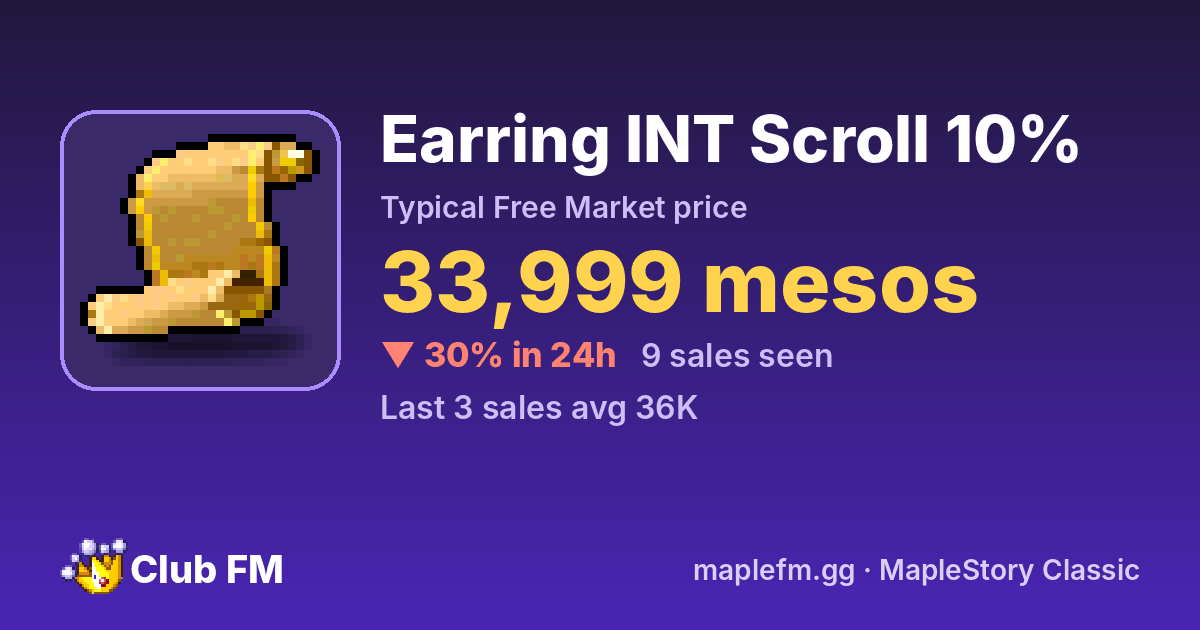 Earring INT Scroll 10%
Typical Free Market price
33,999 mesos
▼ 30% in 24h 9 sales seen
Last 3 sales avg 36K
Club FM
maplefm.gg · MapleStory Classic